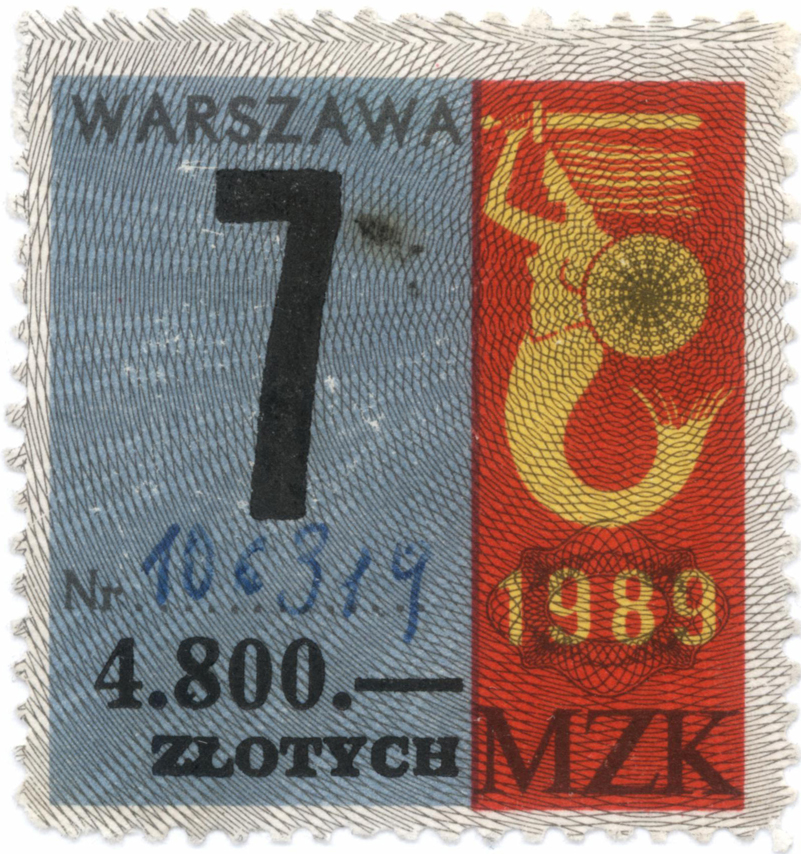 WARSZAWA
7
Nr 106319
4.800.—
ZŁOTYCH
1989
MZK